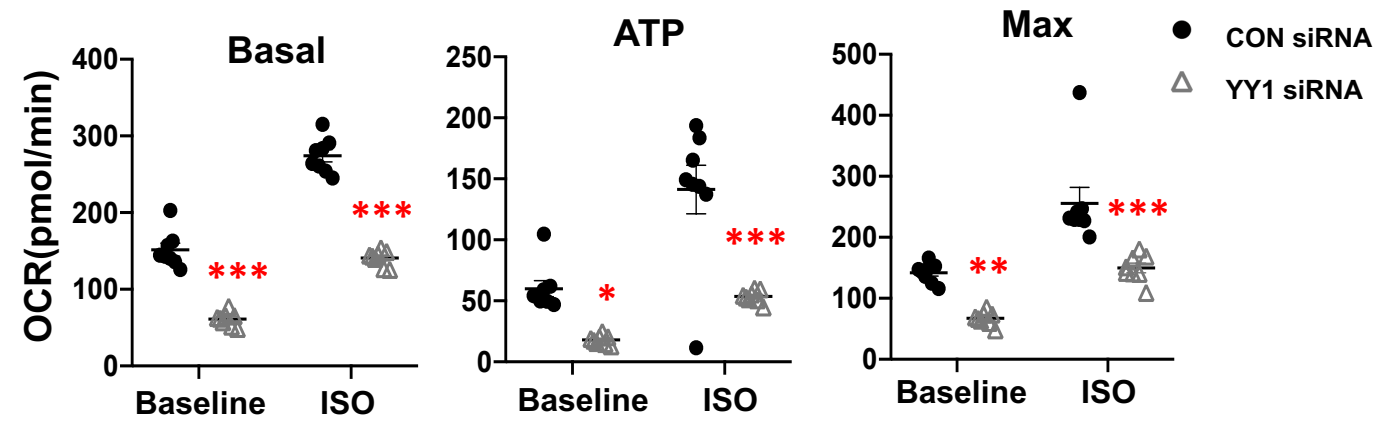 Basal
ATP
Max
CON siRNA
YY1 siRNA
OCR(pmol/min)
400
300
200
100
0
***
***
Baseline
ISO
250
200
150
100
50
0
*
***
Baseline
ISO
500
400
300
200
100
0
**
***
Baseline
ISO